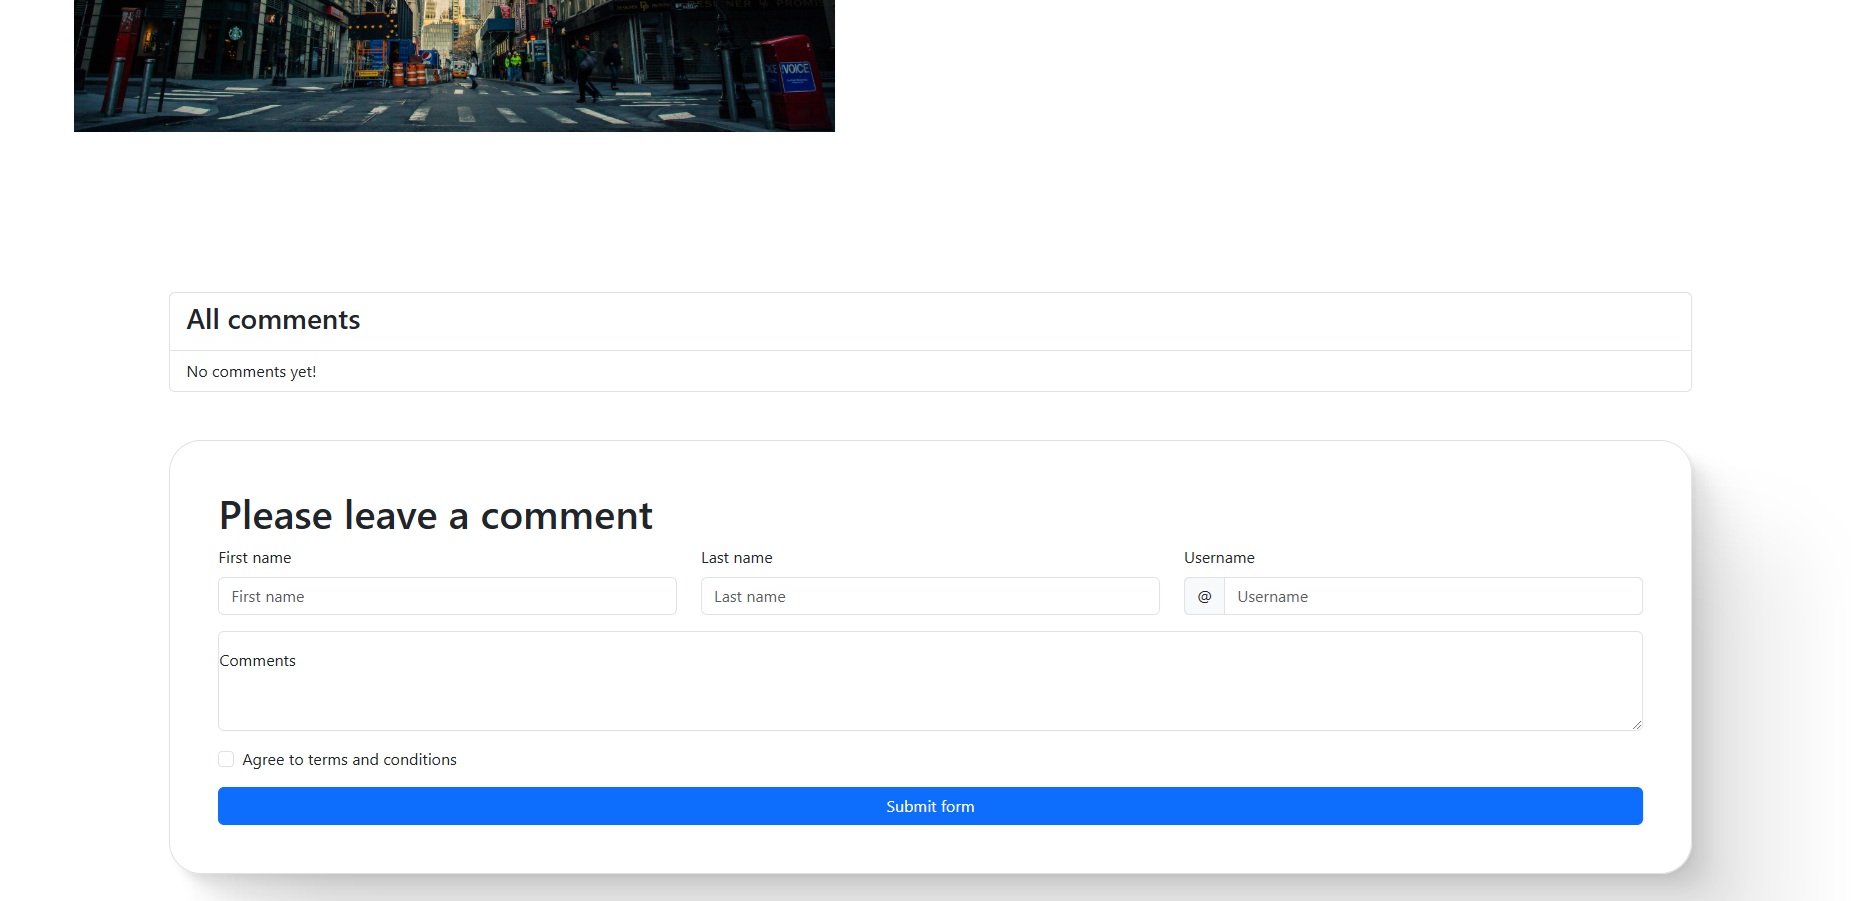 VOICE
All comments
No comments yet!
Please leave a comment
First name
Last name
Username
First name
Last name
@ Username
Comments
Agree to terms and conditions
Submit form